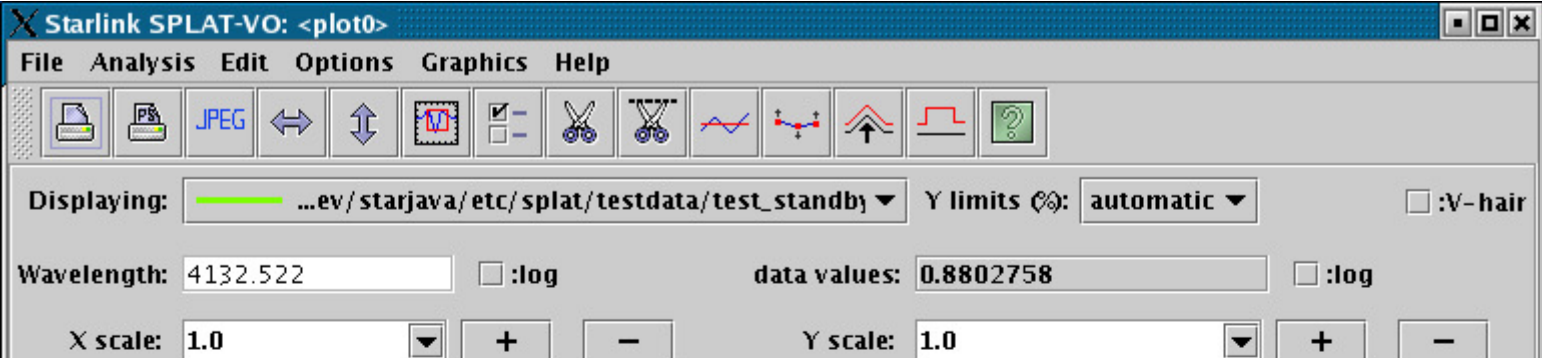 Starlink SPLAT-VO: <plot0>
File Analysis Edit Options Graphics Help
PS JPEG ?
Displaying: ...ev/starjava/etc/splat/testdata/test_standby Y limits (%): automatic :V-hair
Wavelength: 4132.522 :log data values: 0.8802758 :log
X scale: 1.0 + − Y scale: 1.0 + −